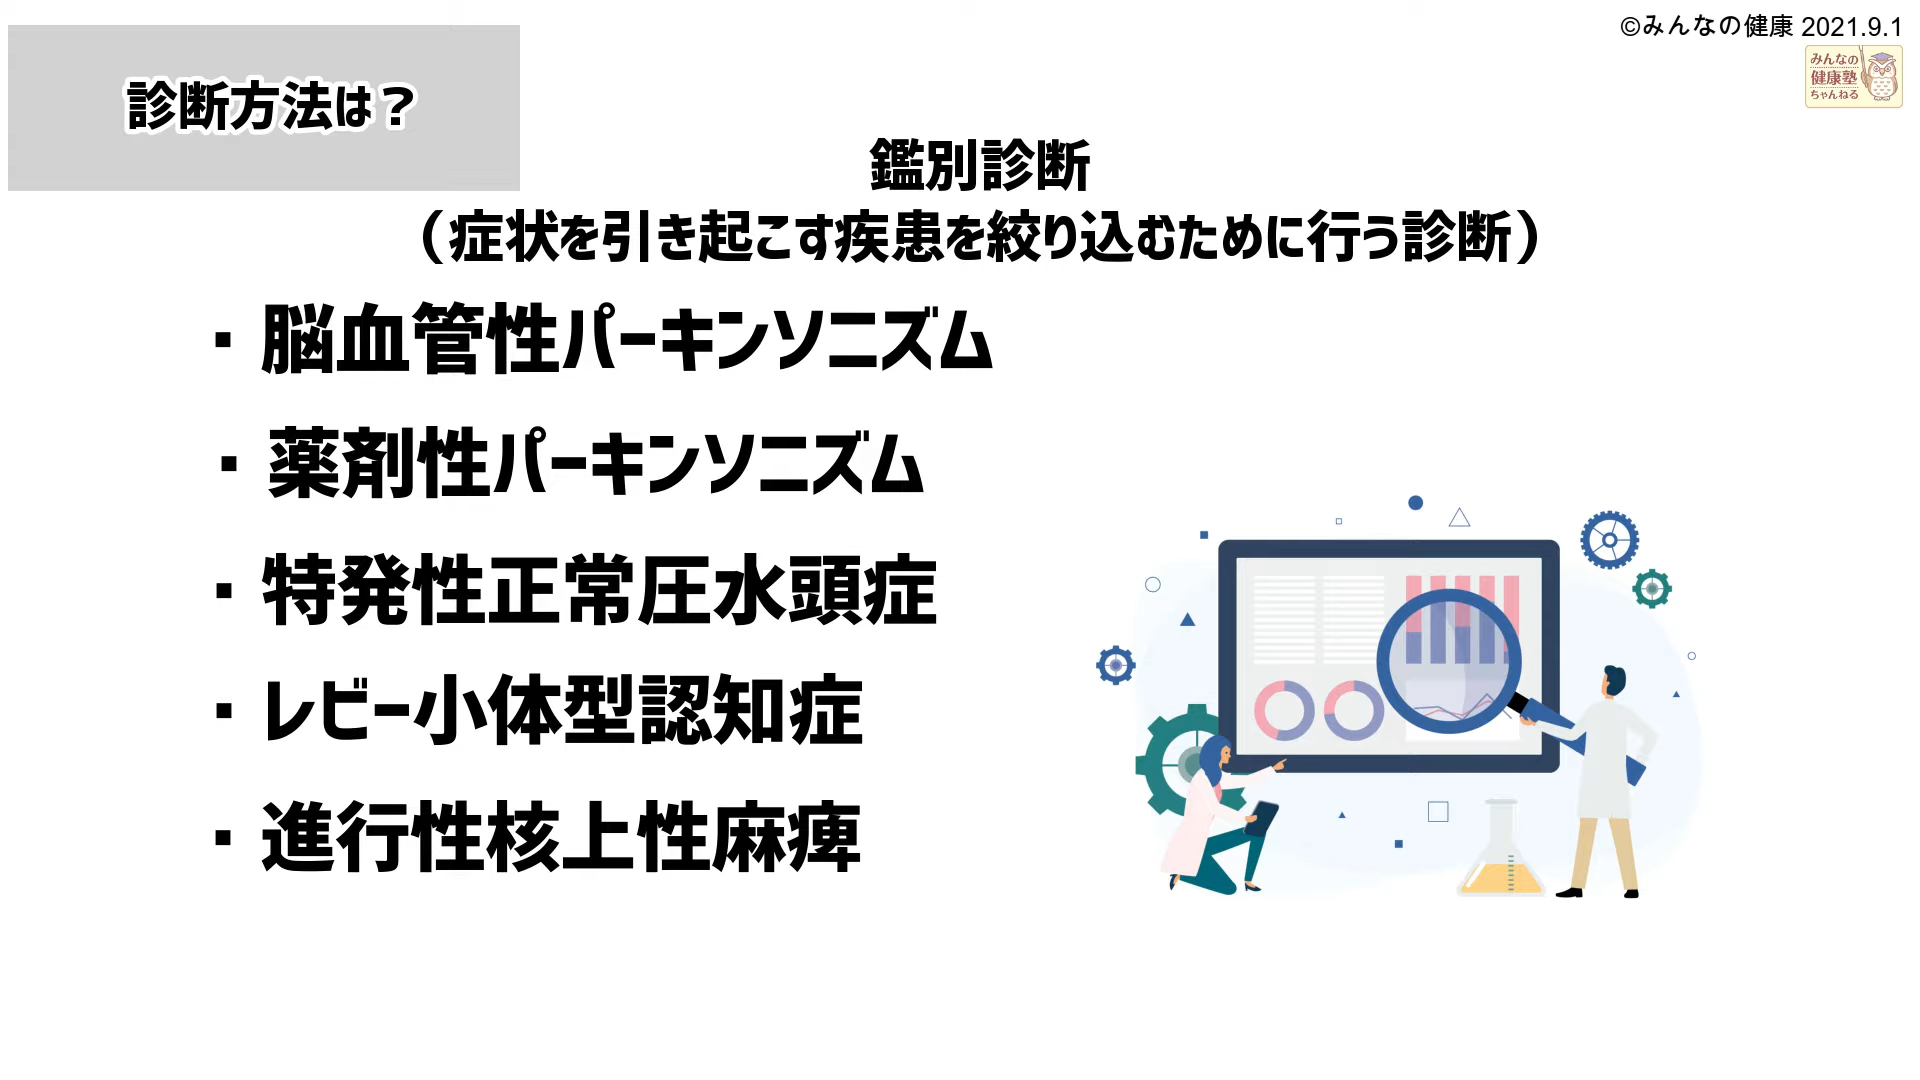 ©みんなの健康 2021.9.1
みんなの
健康塾
ちゃんねる
診断方法は？
鑑別診断
（症状を引き起こす疾患を絞り込むために行う診断）
・脳血管性パーキンソニズム
・薬剤性パーキンソニズム
・特発性正常圧水頭症
・レビー小体型認知症
・進行性核上性麻痺